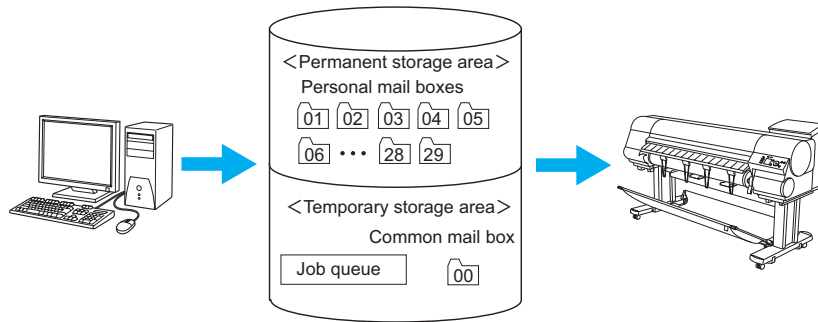 ＜Permanent storage area＞
Personal mail boxes
01 02 03 04 05
06 ••• 28 29
＜Temporary storage area＞
Common mail box
Job queue 00